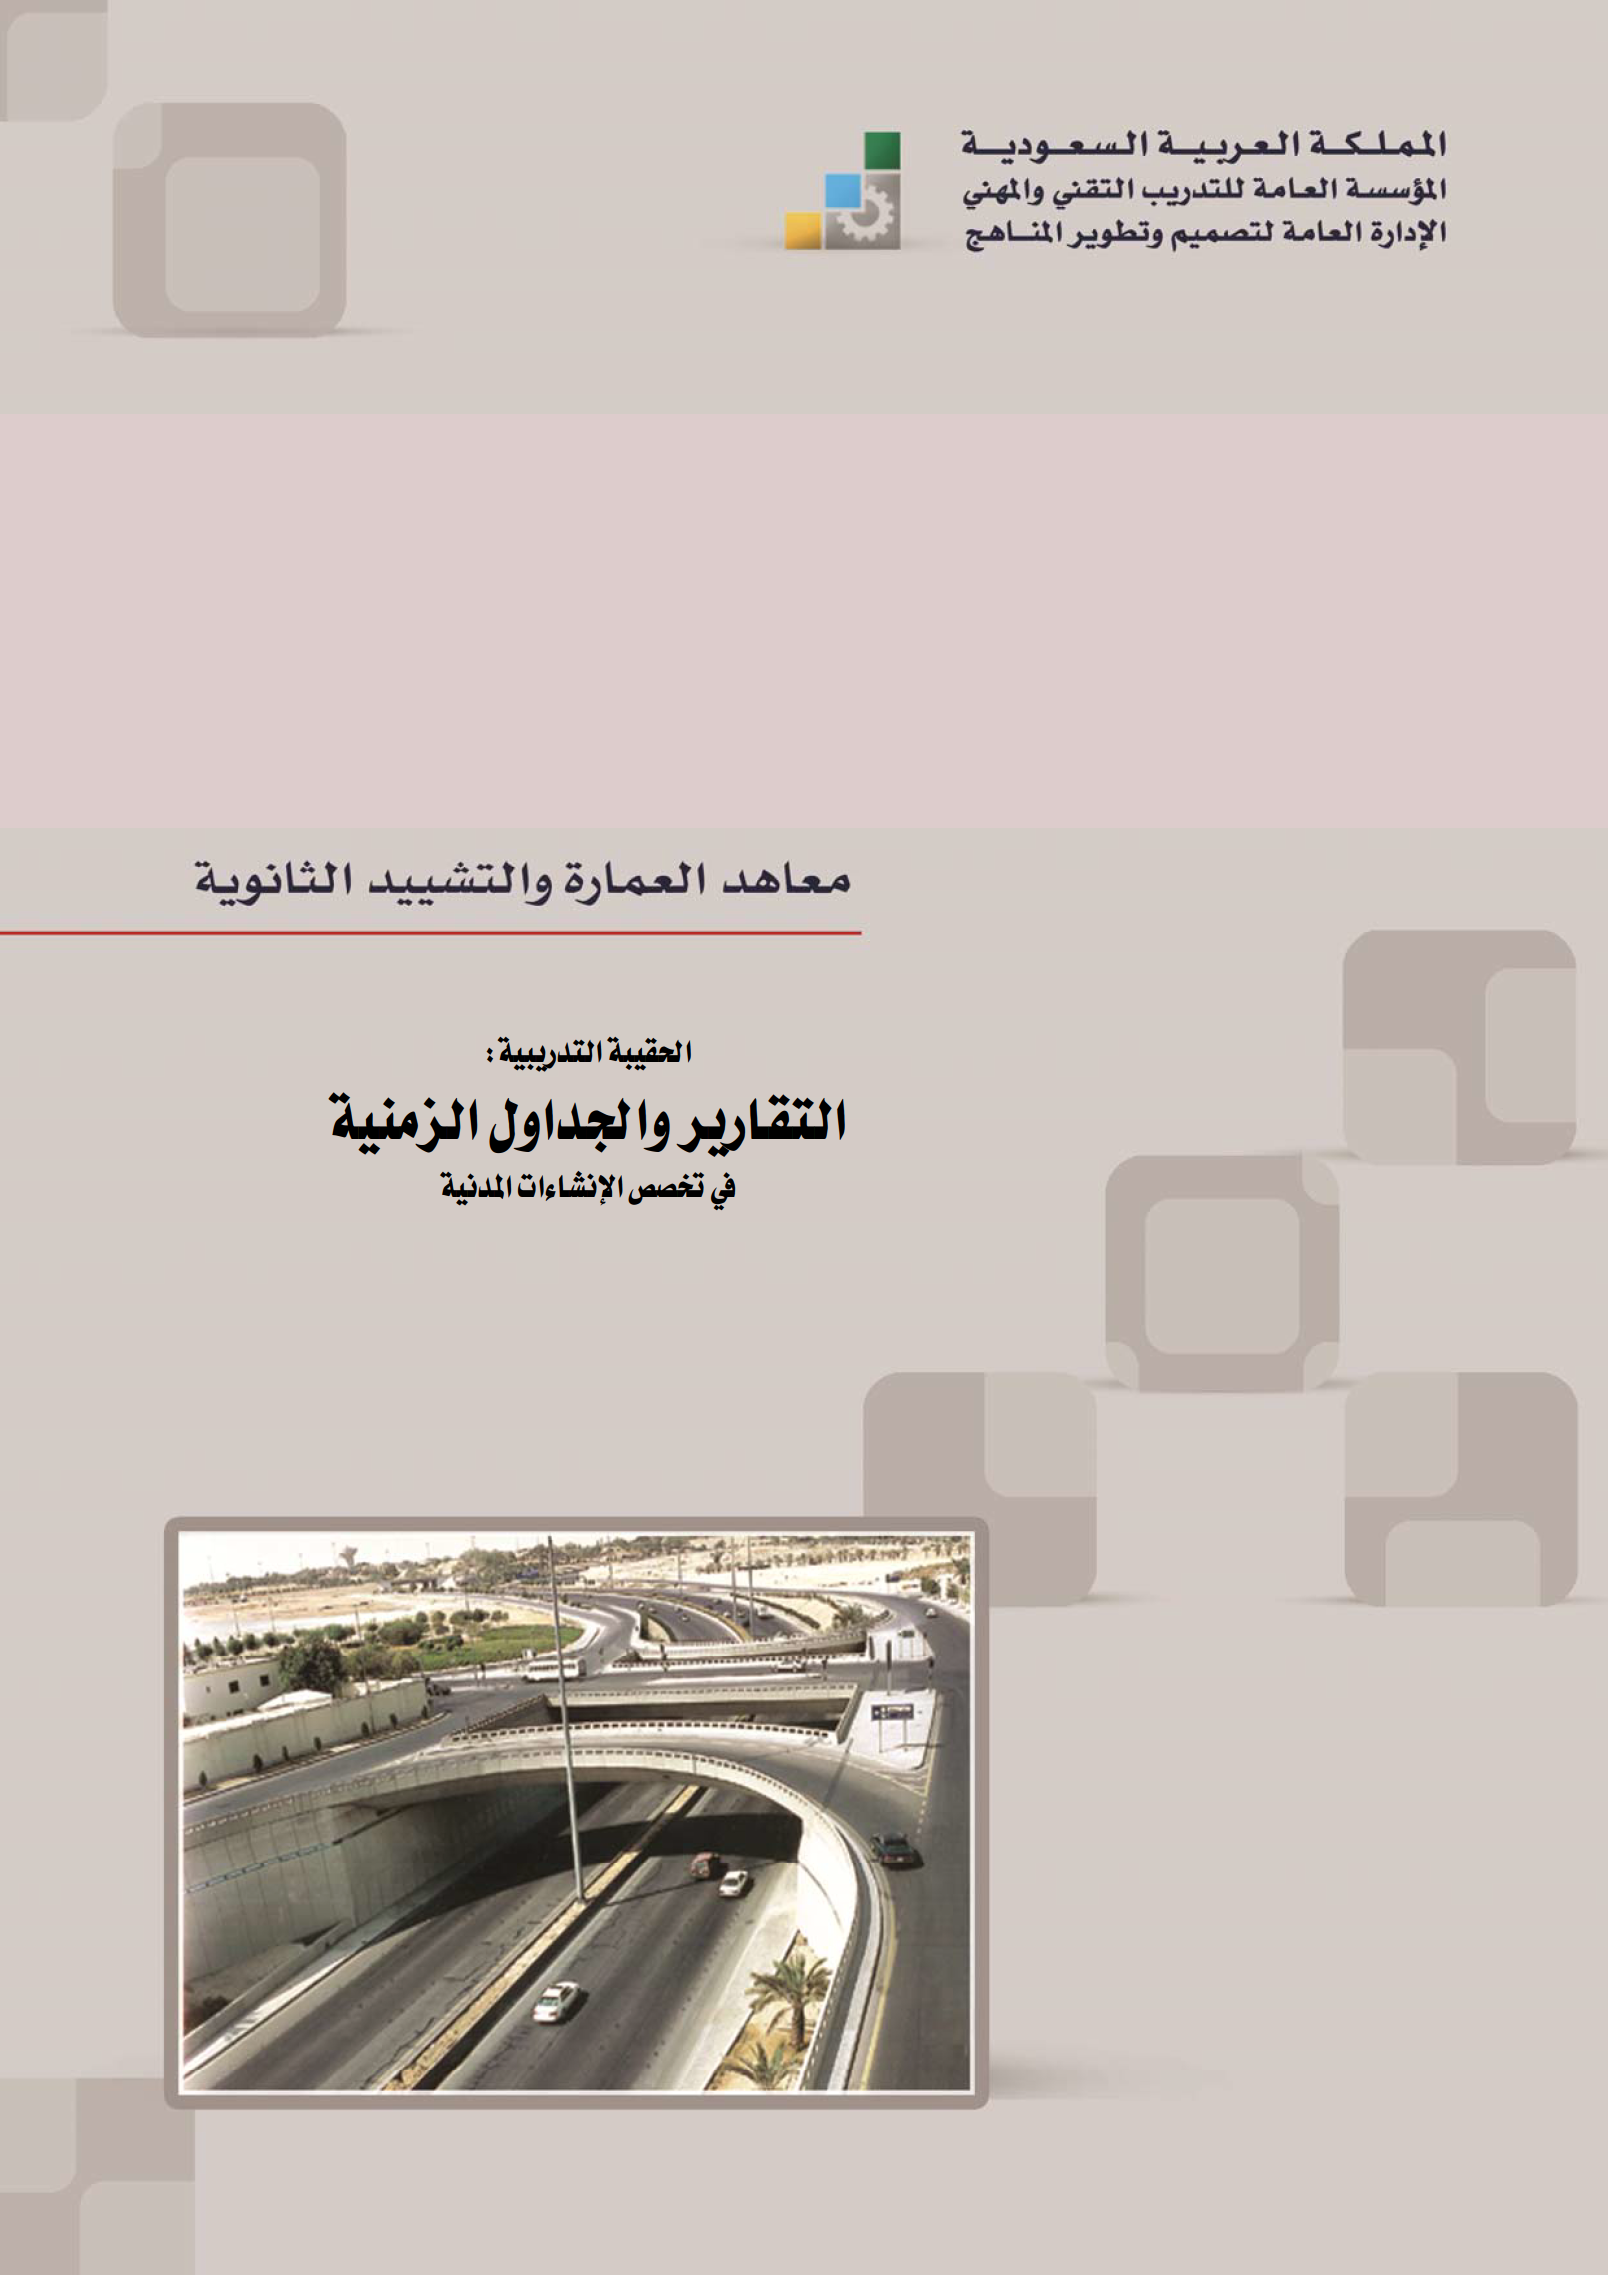 المملكة العربية السعودية
المؤسسة العامة للتدريب التقني والمهني
الإدارة العامة لتصميم وتطوير المناهج
معاهد العمارة والتشييد الثانوية
الحقيبة التدريبية :
التقارير والجداول الزمنية
في تخصص الإنشاءات المدنية